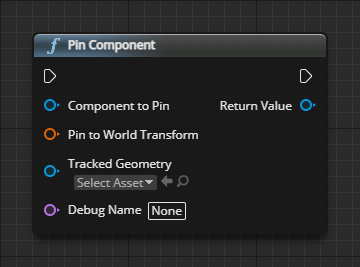 f Pin Component
Component to Pin Return Value
Pin to World Transform
Tracked Geometry
Select Asset
Debug Name None